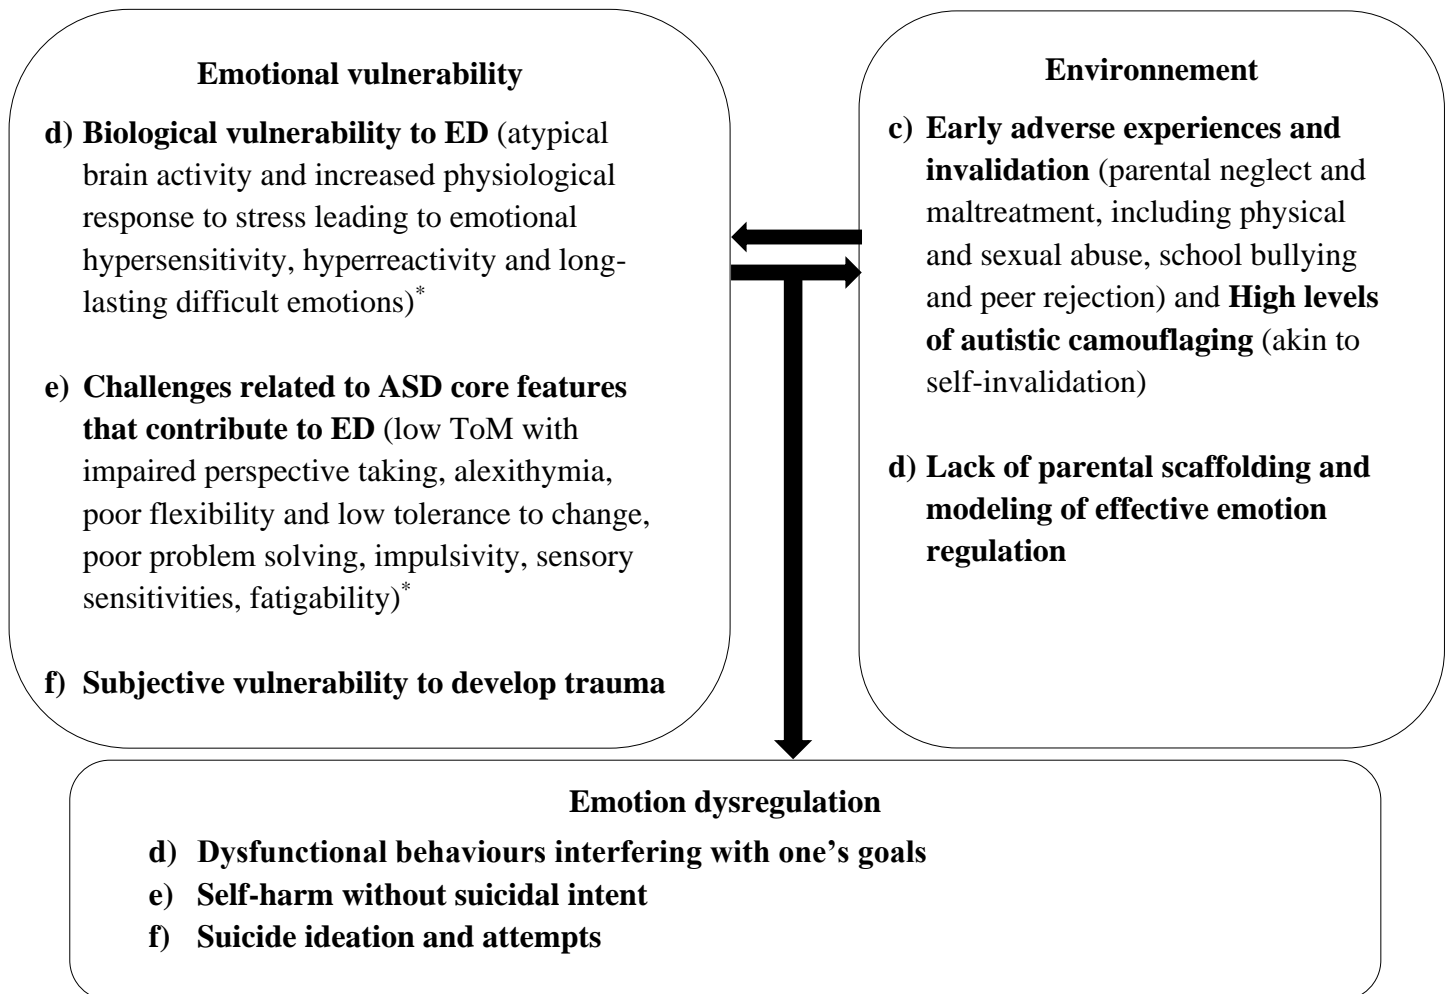 Emotional vulnerability
d) Biological vulnerability to ED (atypical
brain activity and increased physiological
response to stress leading to emotional
hypersensitivity, hyperreactivity and long-
lasting difficult emotions)*
e) Challenges related to ASD core features
that contribute to ED (low ToM with
impaired perspective taking, alexithymia,
poor flexibility and low tolerance to change,
poor problem solving, impulsivity, sensory
sensitivities, fatigability)*
f) Subjective vulnerability to develop trauma
Environnement
c) Early adverse experiences and
invalidation (parental neglect and
maltreatment, including physical
and sexual abuse, school bullying
and peer rejection) and High levels
of autistic camouflaging (akin to
self-invalidation)
d) Lack of parental scaffolding and
modeling of effective emotion
regulation
Emotion dysregulation
d) Dysfunctional behaviours interfering with one’s goals
e) Self-harm without suicidal intent
f) Suicide ideation and attempts